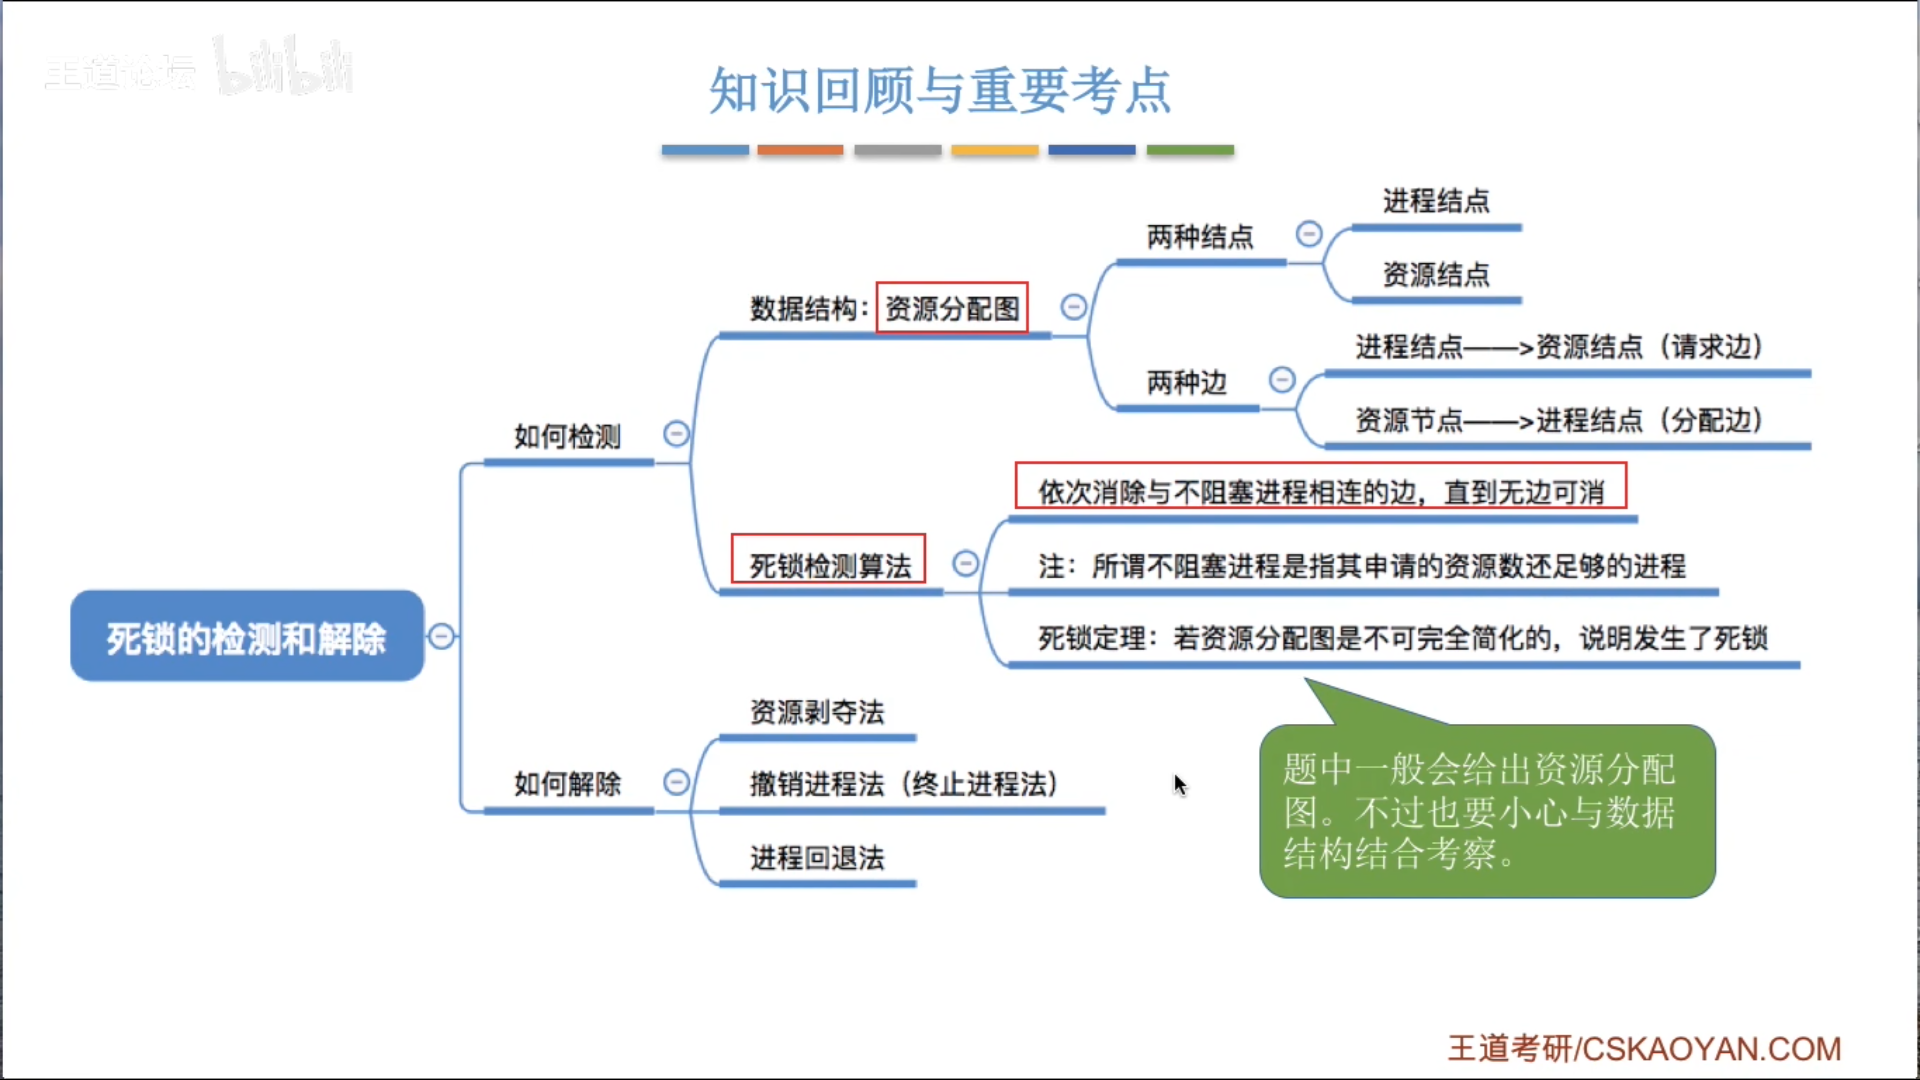 王道论坛 bilibili
知识回顾与重要考点
死锁的检测和解除
如何检测
数据结构：资源分配图
两种结点
进程结点
资源结点
两种边
进程结点——>资源结点（请求边）
资源节点——>进程结点（分配边）
死锁检测算法
依次消除与不阻塞进程相连的边，直到无边可消
注：所谓不阻塞进程是指其申请的资源数还足够的进程
死锁定理：若资源分配图是不可完全简化的，说明发生了死锁
如何解除
资源剥夺法
撤销进程法（终止进程法）
进程回退法
题中一般会给出资源分配
图。不过也要小心与数据
结构结合考察。
王道考研/CSKAOYAN.COM